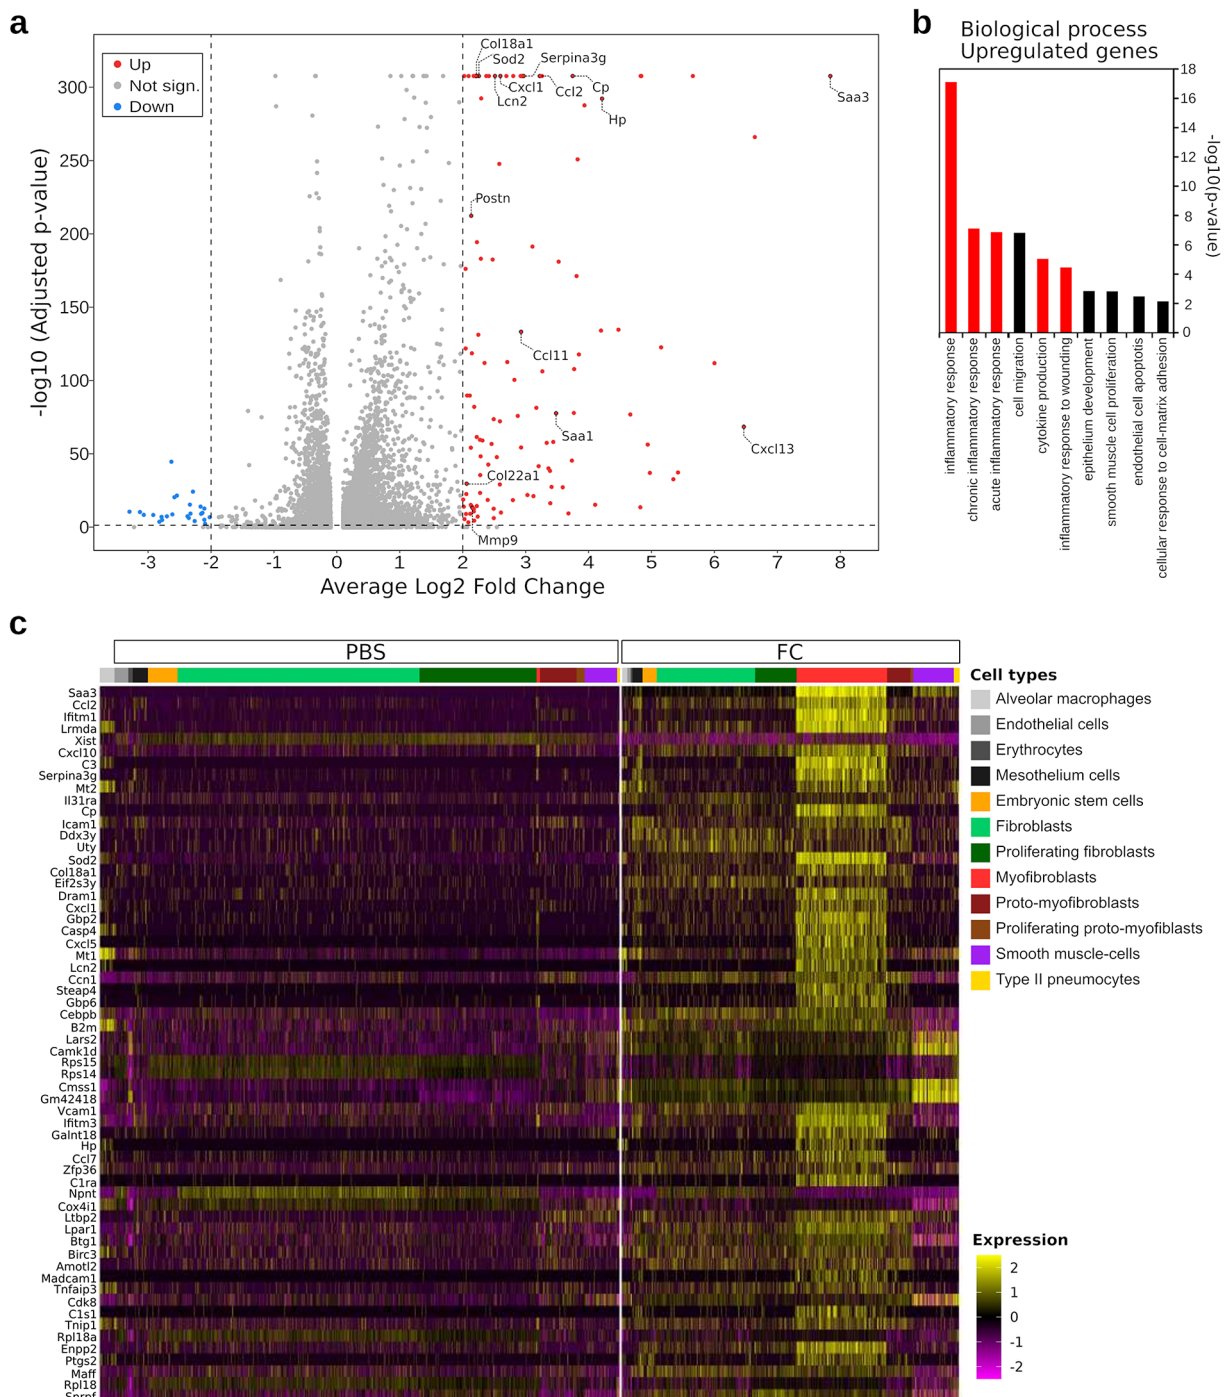 a
Up
Not sign.
Down
Col18a1
Sod2
Serpina3g
Cxcl1
Ccl2
Cp
Lcn2
Hp
Saa3
Postn
Ccl11
Saa1
Cxcl13
Col22a1
Mmp9
300
250
200
150
100
50
0
-log10 (Adjusted p-value)
-3 -2 -1 0 1 2 3 4 5 6 7 8
Average Log2 Fold Change
b
Biological process
Upregulated genes
18
16
14
12
10
8
6
4
2
0
-log10(p-value)
inflammatory response
chronic inflammatory response
acute inflammatory response
cell migration
cytokine production
inflammatory response to wounding
epithelium development
smooth muscle cell proliferation
endothelial cell apoptotis
cellular response to cell-matrix adhesion
c
PBS FC
Saa3
Ccl2
Ifitm1
Lrmda
Xist
Cxcl10
C3
Serpina3g
Mt2
Il31ra
Cp
Icam1
Ddx3y
Uty
Sod2
Col18a1
Eif2s3y
Dram1
Cxcl1
Gbp2
Casp4
Cxcl5
Mt1
Lcn2
Ccn1
Steap4
Gbp6
Cebpb
B2m
Lars2
Camk1d
Rps15
Rps14
Cmss1
Gm42418
Vcam1
Ifitm3
Galnt18
Hp
Ccl7
Zfp36
C1ra
Npnt
Cox4i1
Ltbp2
Lpar1
Btg1
Birc3
Amotl2
Madcam1
Tnfaip3
Cdk8
C1s1
Tnip1
Rpl18a
Enpp2
Ptgs2
Maff
Rpl18
Cell types
Alveolar macrophages
Endothelial cells
Erythrocytes
Mesothelium cells
Embryonic stem cells
Fibroblasts
Proliferating fibroblasts
Myofibroblasts
Proto-myofibroblasts
Proliferating proto-myofiblasts
Smooth muscle-cells
Type II pneumocytes
Expression
2
1
0
-1
-2